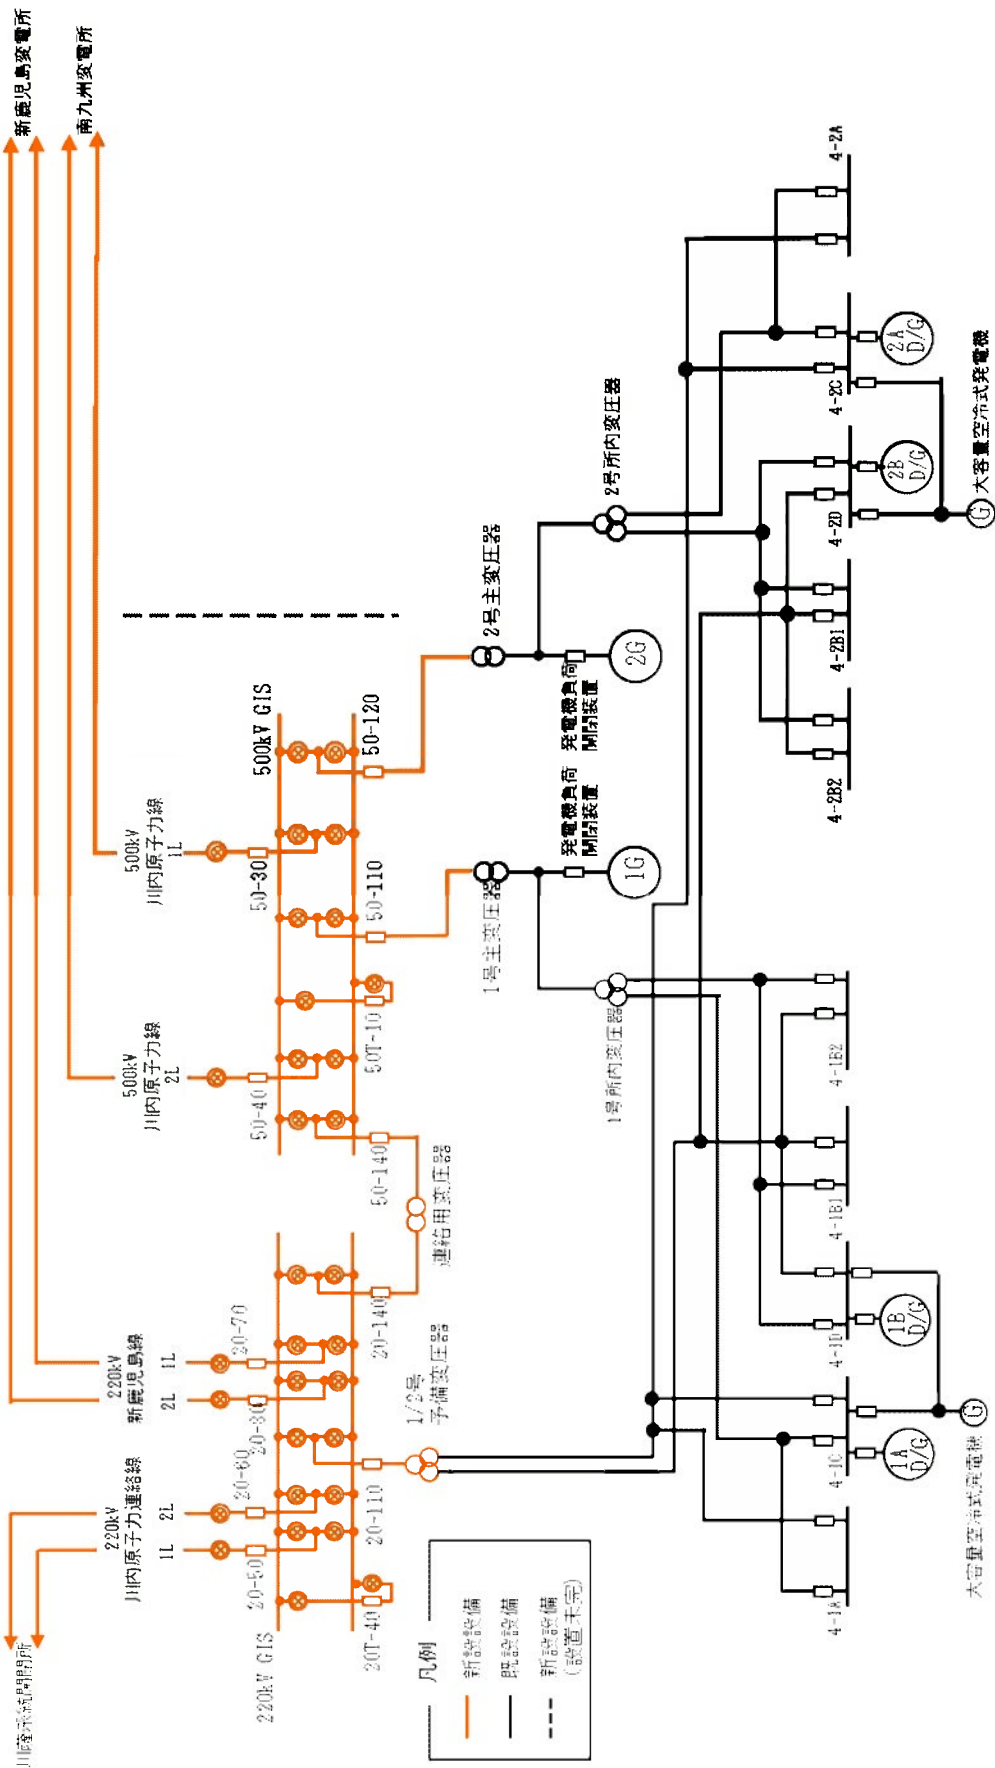 新鹿児島変電所
南九州変電所
500kV
川内原子力線
1L
500kV
川内原子力線
2L
220kV
新鹿児島線
1L
2L
220kV
川内原子力連絡線
2L
1L
500kV GIS
50-120
50-30
50-110
50T-10
50-40
50-140
連絡用変圧器
20-70
20-140
1/2号
予備変圧器
20-60
20-110
20-50
20T-40
220kV GIS
2号主変圧器
2号所内変圧器
発電機負荷
開閉装置
2G
発電機負荷
開閉装置
1G
1号主変圧器
1号所内変圧器
4-2A
4-2C
2A
D/G
4-2D
2B
D/G
4-2B1
4-2B2
G
大容量空冷式発電機
4-1B2
4-1B1
4-1D
1B
D/G
4-1C
1A
D/G
4-1A
G
大容量空冷式発電機
凡例
新設設備
既設設備
新設設備
(設置未完)